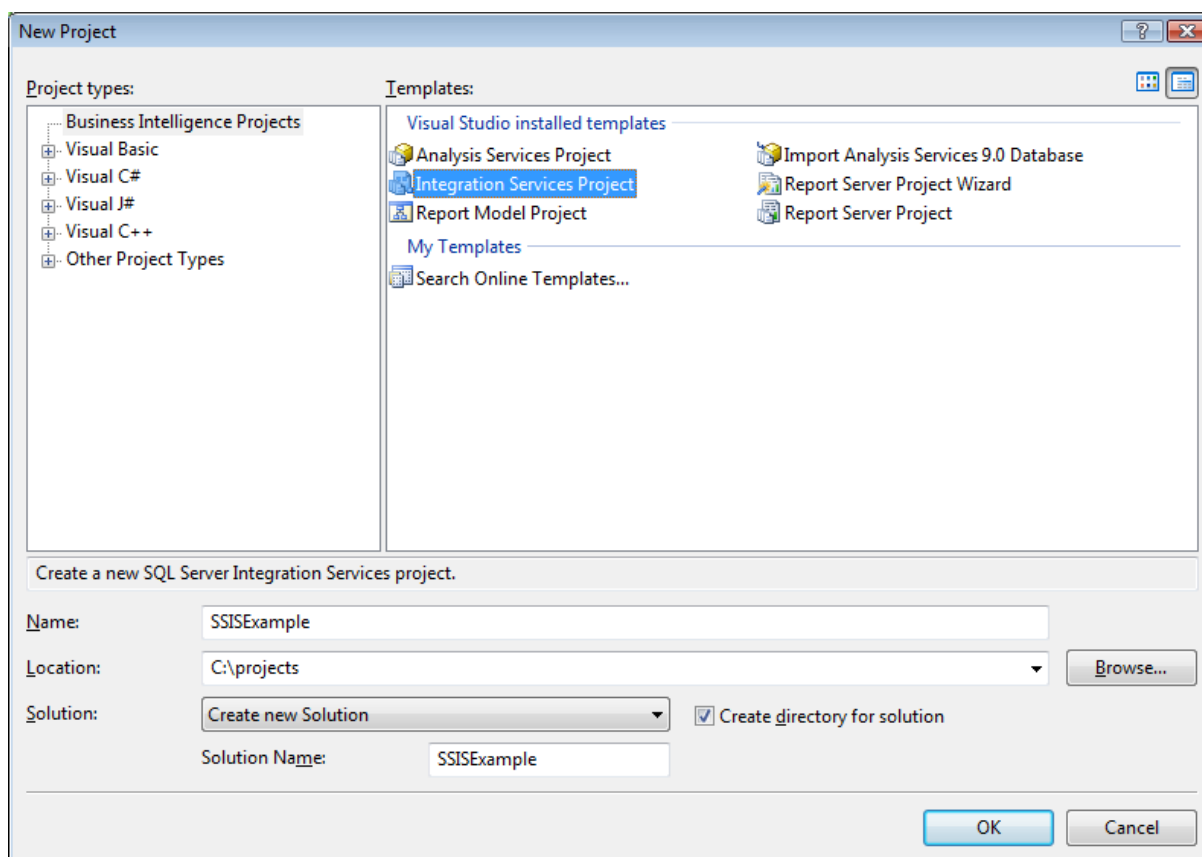 New Project
Project types:
Business Intelligence Projects
Visual Basic
Visual C#
Visual J#
Visual C++
Other Project Types
Templates:
Visual Studio installed templates
Analysis Services Project
Integration Services Project
Report Model Project
Import Analysis Services 9.0 Database
Report Server Project Wizard
Report Server Project
My Templates
Search Online Templates...
Create a new SQL Server Integration Services project.
Name: SSISExample
Location: C:\projects Browse...
Solution: Create new Solution Create directory for solution
Solution Name: SSISExample
OK Cancel